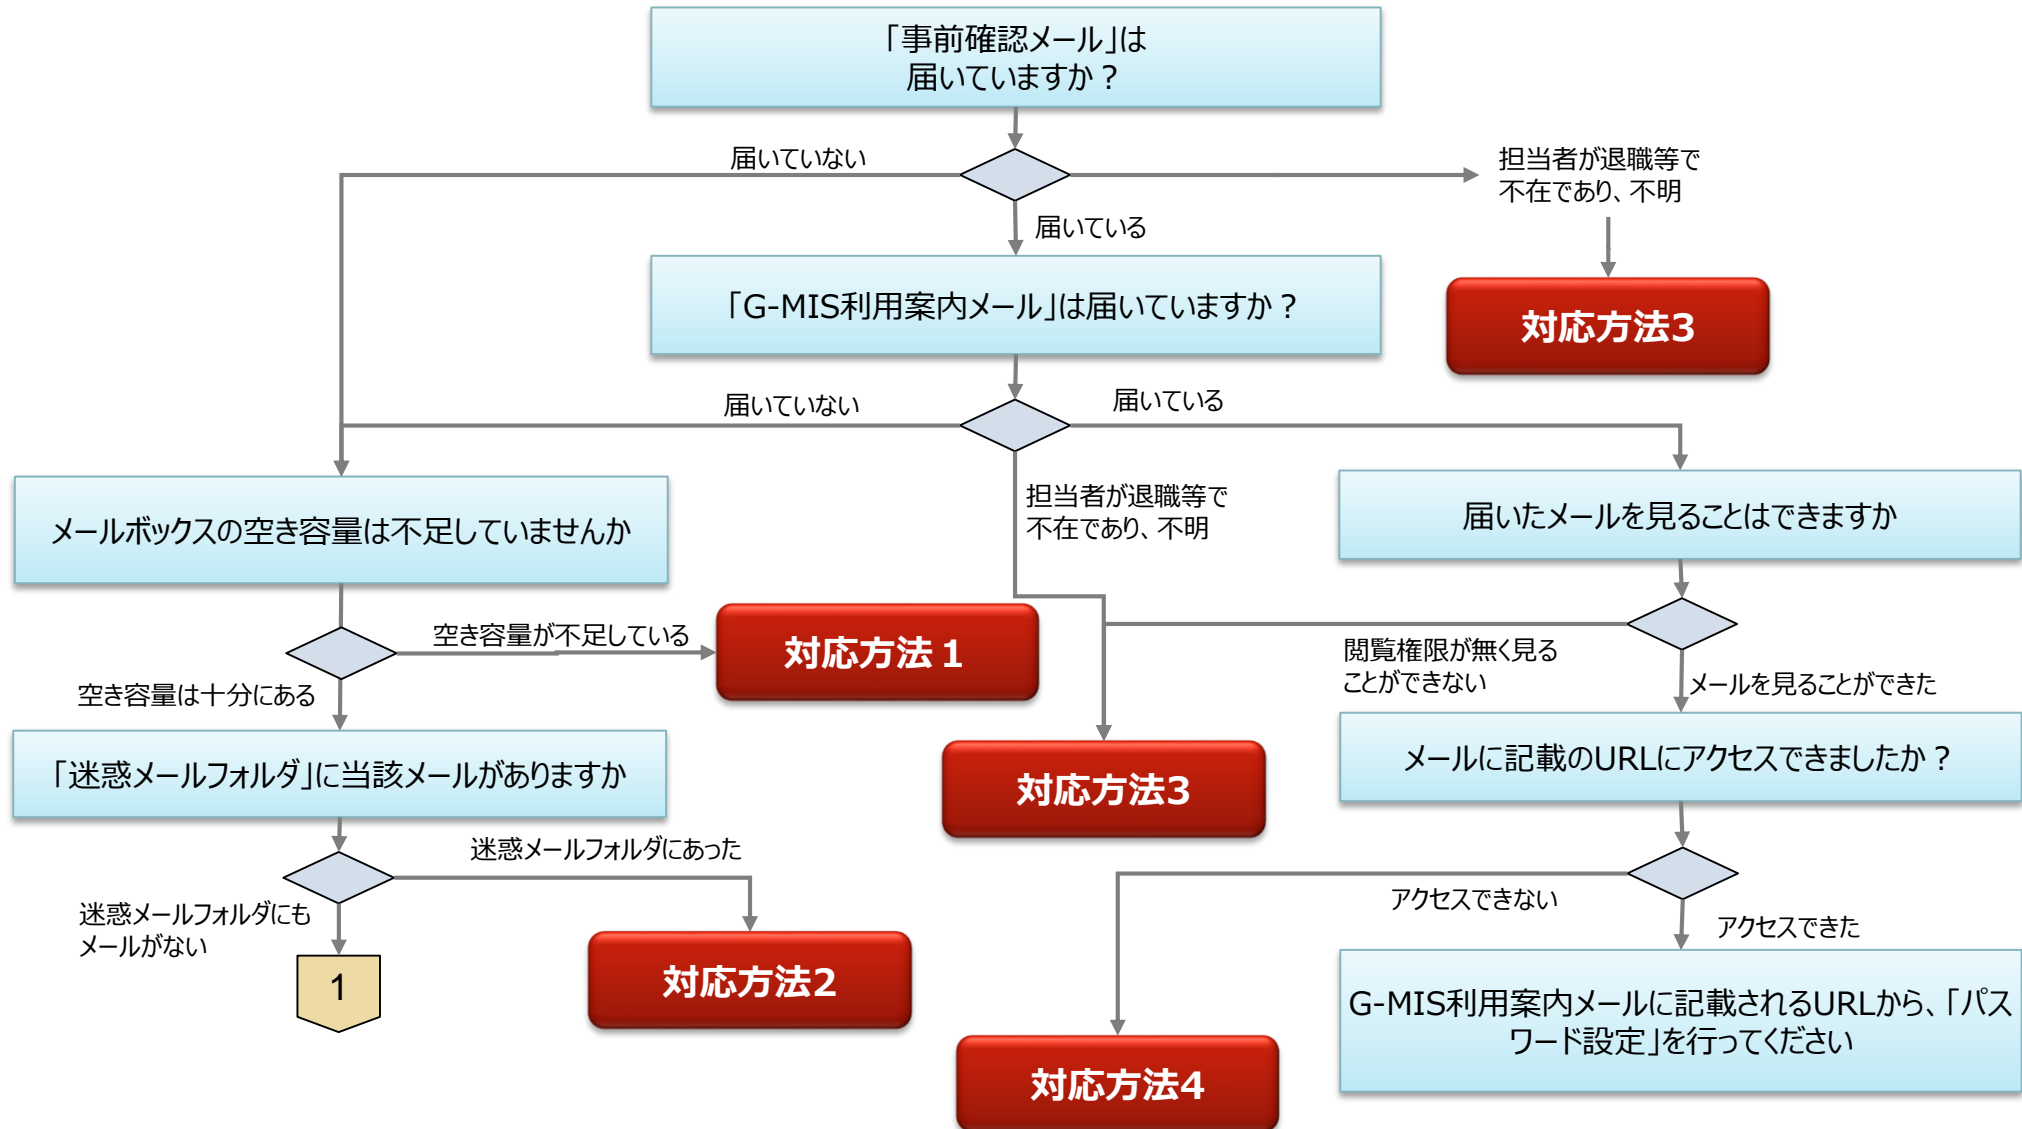 「事前確認メール」は
届いていますか？
届いていない
担当者が退職等で
不在であり、不明
届いている
「G-MIS利用案内メール」は届いていますか？
対応方法3
届いていない
届いている
担当者が退職等で
不在であり、不明
メールボックスの空き容量は不足していませんか
届いたメールを見ることはできますか
空き容量が不足している
対応方法１
閲覧権限が無く見る
ことができない
メールを見ることができた
空き容量は十分にある
「迷惑メールフォルダ」に当該メールがありますか
対応方法3
メールに記載のURLにアクセスできましたか？
迷惑メールフォルダにあった
アクセスできない
迷惑メールフォルダにも
メールがない
アクセスできた
1
対応方法2
G-MIS利用案内メールに記載されるURLから、「パス
ワード設定」を行ってください
対応方法4